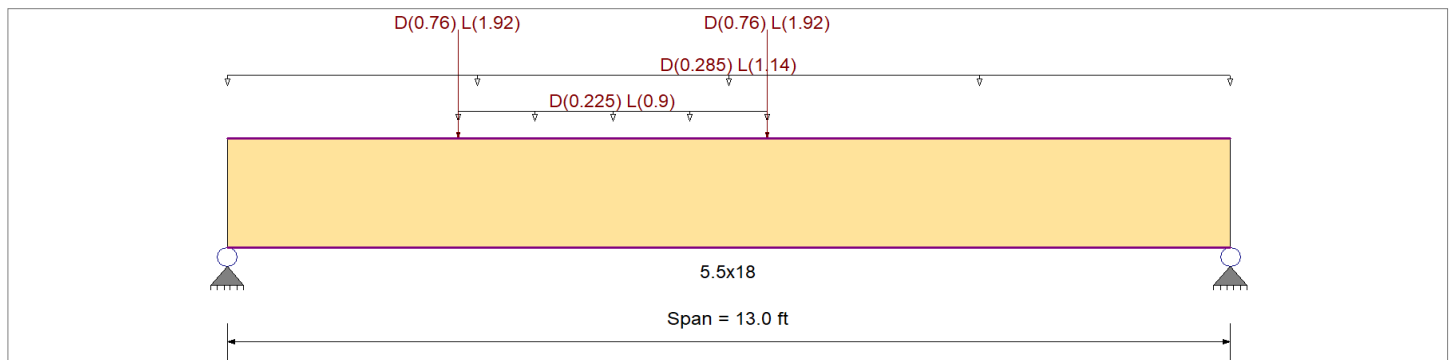 D(0.76) L(1.92) D(0.76) L(1.92)
D(0.285) L(1.14)
D(0.225) L(0.9)
5.5x18
Span = 13.0 ft